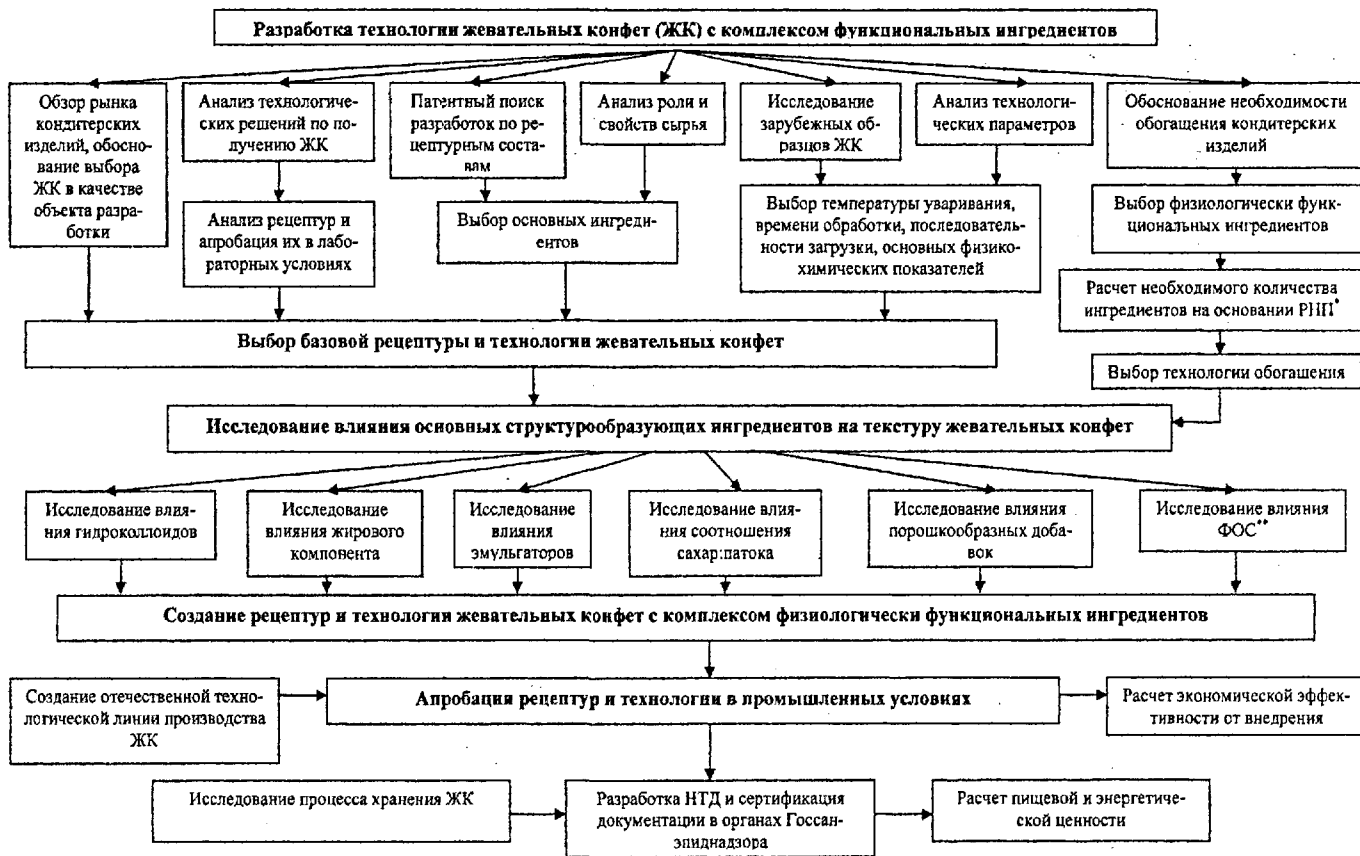 Разработка технологии жевательных конфет (ЖК) с комплексом функциональных ингредиентов
Обзор рынка
кондитерских
изделий, обосно-
вание выбора
ЖК в качестве
объекта разра-
ботки
Анализ технологиче-
ских решений по по-
лучению ЖК
Патентный поиск
разработок по ре-
цептурным соста-
вам
Анализ роли и
свойств сырья
Исследование
зарубежных об-
разцов ЖК
Анализ технологи-
ческих параметров
Обоснование необходимости
обогащения кондитерских
изделий
Анализ рецептур и
апробация их в лабо-
раторных условиях
Выбор основных ингреди-
ентов
Выбор температуры уваривания,
времени обработки, последователь-
ности загрузки, основных физико-
химических показателей
Выбор физиологически функ-
циональных ингредиентов
Расчет необходимого количества
ингредиентов на основании РНП*
Выбор базовой рецептуры и технологии жевательных конфет
Выбор технологии обогащения
Исследование влияния основных структурообразующих ингредиентов на текстуру жевательных конфет
Исследование влия-
ния гидроколлоидов
Исследование
влияния жирового
компонента
Исследование
влияния
эмульгаторов
Исследование влия-
ния соотношения
сахар:патока
Исследование влияния
порошкообразных доба-
вок
Исследование влияния
ФОС**
Создание рецептур и технологии жевательных конфет с комплексом физиологически функциональных ингредиентов
Создание отечественной техно-
логической линии производства
ЖК
Апробация рецептур и технологии в промышленных условиях
Расчет экономической эффек-
тивности от внедрения
Исследование процесса хранения ЖК
Разработка НТД и сертификация
документации в органах Госсан-
эпиднадзора
Расчет пищевой и энергетиче-
ской ценности